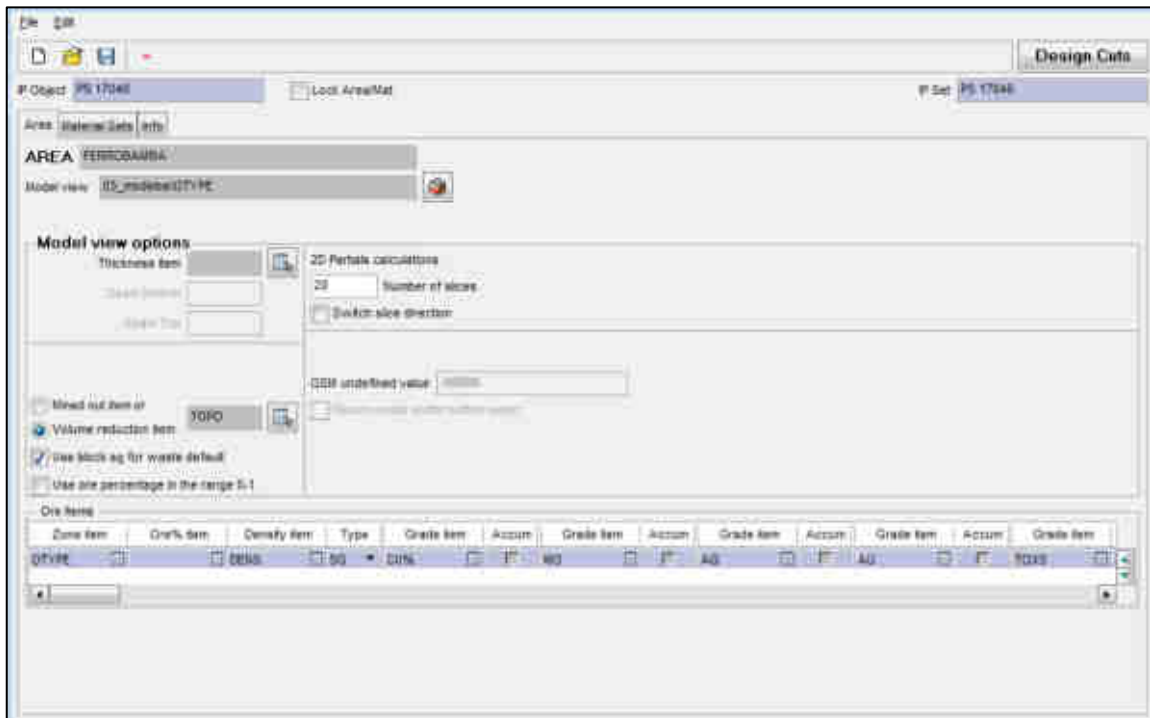 File Edit
Design Cuts
IP Object PS 17046 Lock Area/Mat IP Set PS 17046
Area Material Sets Info
AREA FERROBAMBA
Model view
Model view options
Thickness item 2D Partials calculations
20 Number of slices
Switch slice direction
GSM undefined value
Mined out item or
TOPO
Volume reduction item
Use block sg for waste default
Use ore percentage in the range 0-1
Ore Items
Zone item Ore% item Density item Type Grade item Accum Grade item Accum Grade item Accum Grade item Accum Grade item
OTYPE DENS SG CU% MO AG AU